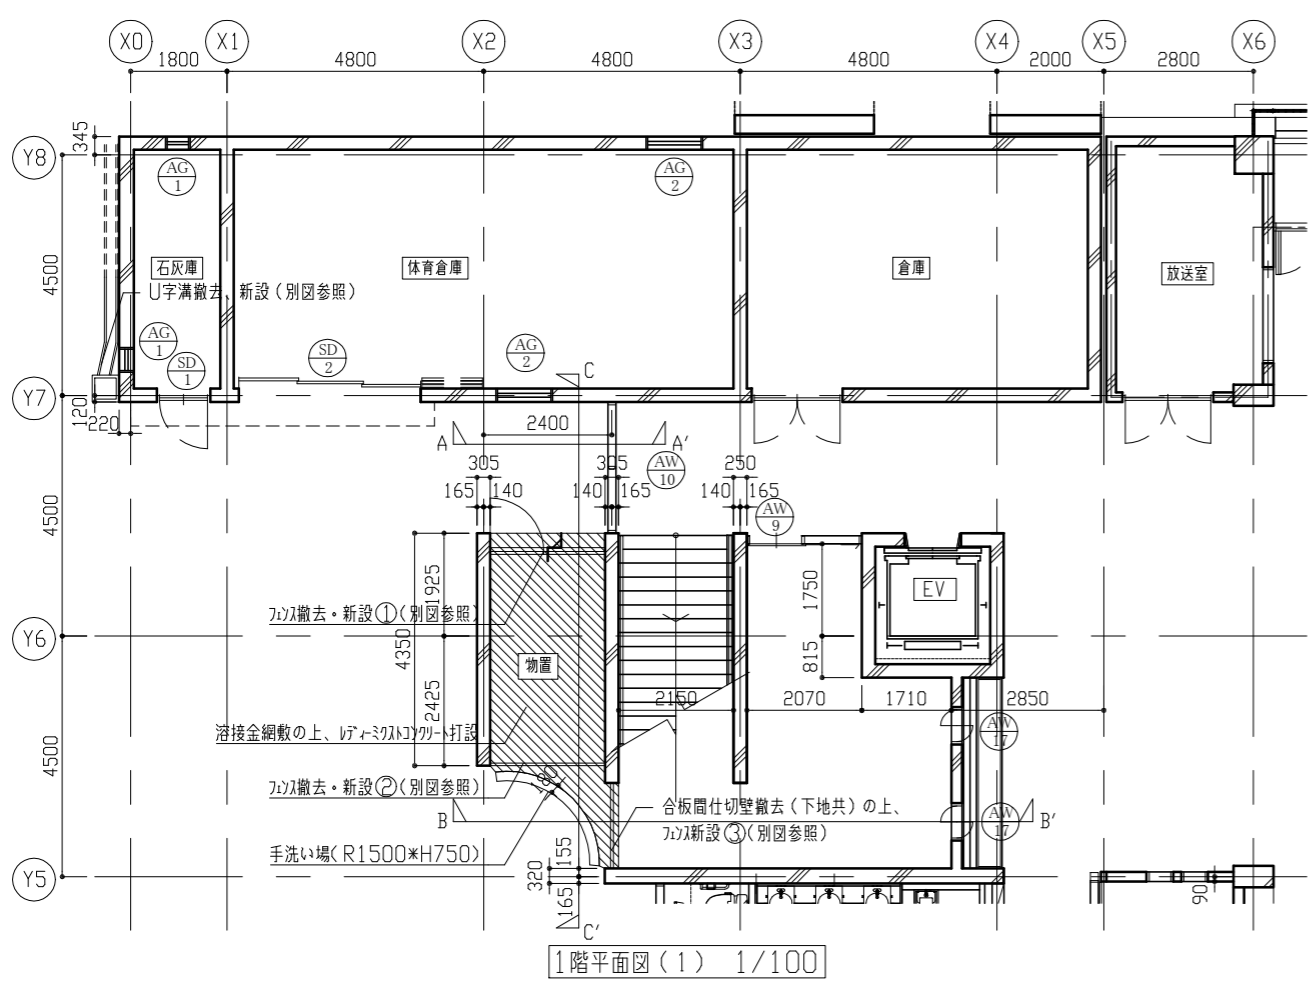 X0 X1 X2 X3 X4 X5 X6
1800 4800 4800 4800 2000 2800
Y8
345
AG
1
AG
2
4500
石灰庫
体育倉庫
倉庫
放送室
U字溝撤去、新設（別図参照）
AG
1
SD
1
SD
2
AG
2
C
Y7
120
220
2400
A A′
305 305 250
AW
10
165 140 140 165 140 165
AW
9
4500
1925
1750
EV
フェンス撤去・新設①（別図参照）
Y6
4350
815
物置
2425
2150 2070 1710 2850
溶接金網敷の上、レディーミクストコンクリート打設
AW
17
4500
フェンス撤去・新設②（別図参照）
180
合板間仕切壁撤去（下地共）の上、
フェンス新設③（別図参照）
B B′
AW
17
手洗い場（R1500*H750）
155
Y5
320
165
90
C′
1階平面図（1） 1/100